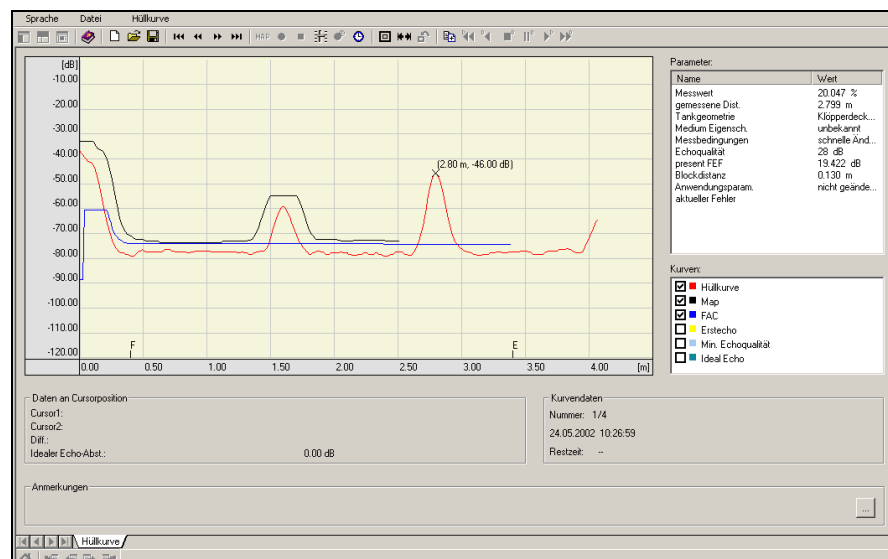 Sprache Datei Hüllkurve
MAP
[dB]
-10.00
-20.00
-30.00
-40.00
-50.00
-60.00
-70.00
-80.00
-90.00
-100.00
-110.00
-120.00
(2.80 m, -46.00 dB)
F
E
0.00 0.50 1.00 1.50 2.00 2.50 3.00 3.50 4.00 [m]
Parameter:
Name Wert
Messwert 20.047 %
gemessene Dist. 2.799 m
Tankgeometrie Klöpperdeck...
Medium Eigensch. unbekannt
Messbedingungen schnelle Änd...
Echoqualität 28 dB
present FEF 19.422 dB
Blockdistanz 0.130 m
Anwendungsparam. nicht geände...
aktueller Fehler
Kurven:
Hüllkurve
Map
FAC
Erstecho
Min. Echoqualität
Ideal Echo
Daten an Cursorposition
Cursor1:
Cursor2:
Diff.:
Idealer Echo-Abst.: 0.00 dB
Kurvendaten
Nummer: 1/4
24.05.2002 10:26:59
Restzeit: --
Anmerkungen
...
Hüllkurve